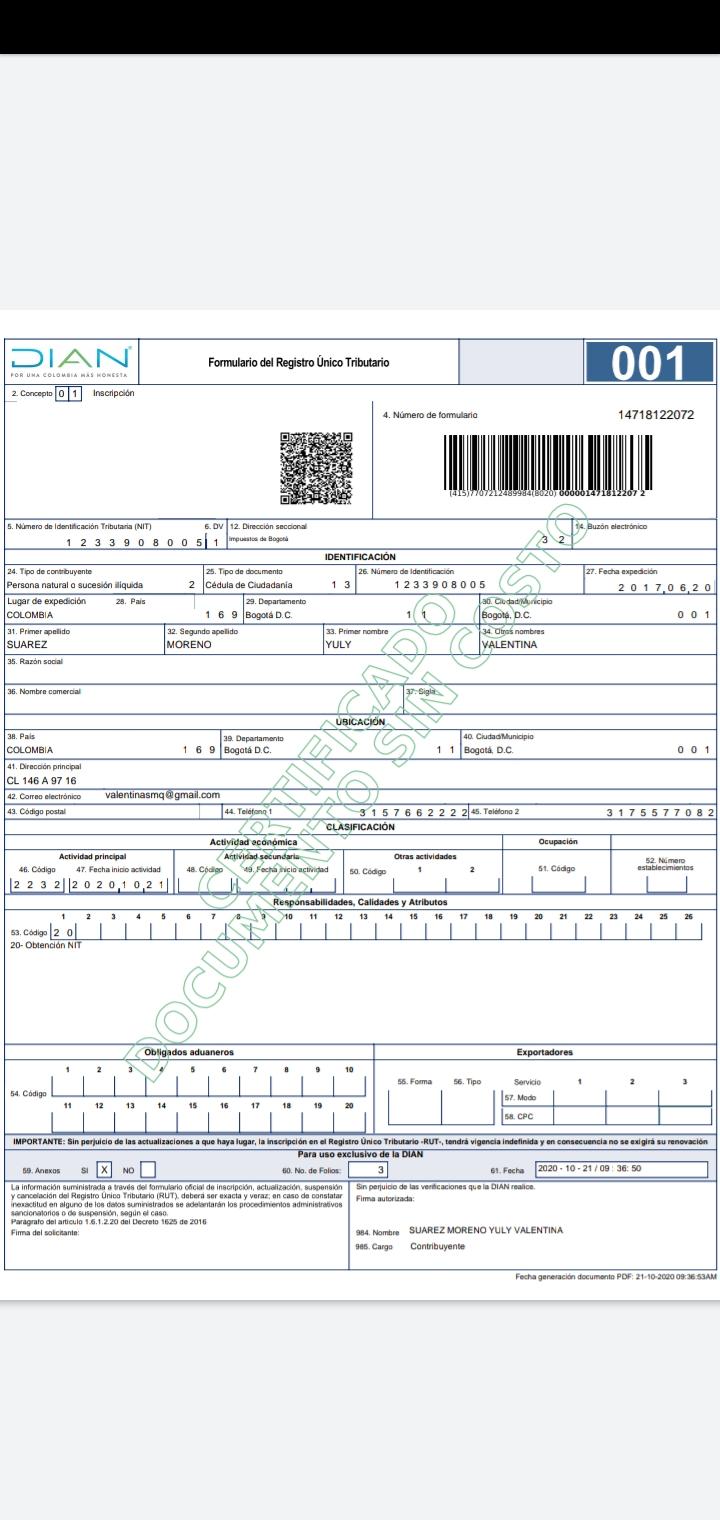 DIAN
POR UNA COLOMBIA MÁS HONESTA
Formulario del Registro Único Tributario
001
2. Concepto 0 1 Inscripción
4. Número de formulario 14718122072
(415)7707212489984(8020) 000001471812207 2
5. Número de Identificación Tributaria (NIT) 6. DV 12. Dirección seccional 14. Buzón electrónico
1 2 3 3 9 0 8 0 0 5 1 Impuestos de Bogotá 3 2
IDENTIFICACIÓN
24. Tipo de contribuyente 25. Tipo de documento 26. Número de Identificación 27. Fecha expedición
Persona natural o sucesión ilíquida 2 Cédula de Ciudadanía 1 3 1 2 3 3 9 0 8 0 0 5 2 0 1 7 0 6 2 0
Lugar de expedición 28. País 29. Departamento 30. Ciudad/Municipio
COLOMBIA 1 6 9 Bogotá D.C. 1 1 Bogotá, D.C. 0 0 1
31. Primer apellido 32. Segundo apellido 33. Primer nombre 34. Otros nombres
SUAREZ MORENO YULY VALENTINA
35. Razón social
36. Nombre comercial 37. Sigla
UBICACIÓN
38. País 39. Departamento 40. Ciudad/Municipio
COLOMBIA 1 6 9 Bogotá D.C. 1 1 Bogotá, D.C. 0 0 1
41. Dirección principal
CL 146 A 97 16
42. Correo electrónico valentinasmq@gmail.com
43. Código postal 44. Teléfono 1 3 1 5 7 6 6 2 2 2 2 45. Teléfono 2 3 1 7 5 5 7 7 0 8 2
CLASIFICACIÓN
Actividad económica Ocupación
Actividad principal Actividad secundaria Otras actividades 52. Número establecimientos
46. Código 47. Fecha inicio actividad 48. Código 49. Fecha inicio actividad 50. Código 1 2 51. Código
2 2 3 2 2 0 2 0 1 0 2 1
Responsabilidades, Calidades y Atributos
1 2 3 4 5 6 7 8 9 10 11 12 13 14 15 16 17 18 19 20 21 22 23 24 25 26
53. Código 2 0
20- Obtención NIT
CERTIFICADO
DOCUMENTO SIN COSTO
Obligados aduaneros Exportadores
1 2 3 4 5 6 7 8 9 10
54. Código
11 12 13 14 15 16 17 18 19 20
55. Forma 56. Tipo Servicio 1 2 3
57. Modo
58. CPC
IMPORTANTE: Sin perjuicio de las actualizaciones a que haya lugar, la inscripción en el Registro Único Tributario -RUT-, tendrá vigencia indefinida y en consecuencia no se exigirá su renovación
Para uso exclusivo de la DIAN
59. Anexos SI X NO 60. No. de Folios: 3 61. Fecha 2020 - 10 - 21 / 09 : 36: 50
La información suministrada a través del formulario oficial de inscripción, actualización, suspensión
y cancelación del Registro Único Tributario (RUT), deberá ser exacta y veraz; en caso de constatar
inexactitud en alguno de los datos suministrados se adelantarán los procedimientos administrativos
sancionatorios o de suspensión, según el caso.
Parágrafo del artículo 1.6.1.2.20 del Decreto 1625 de 2016
Firma del solicitante:
Sin perjuicio de las verificaciones que la DIAN realice.
Firma autorizada:
984. Nombre SUAREZ MORENO YULY VALENTINA
985. Cargo Contribuyente
Fecha generación documento PDF: 21-10-2020 09:36:53AM